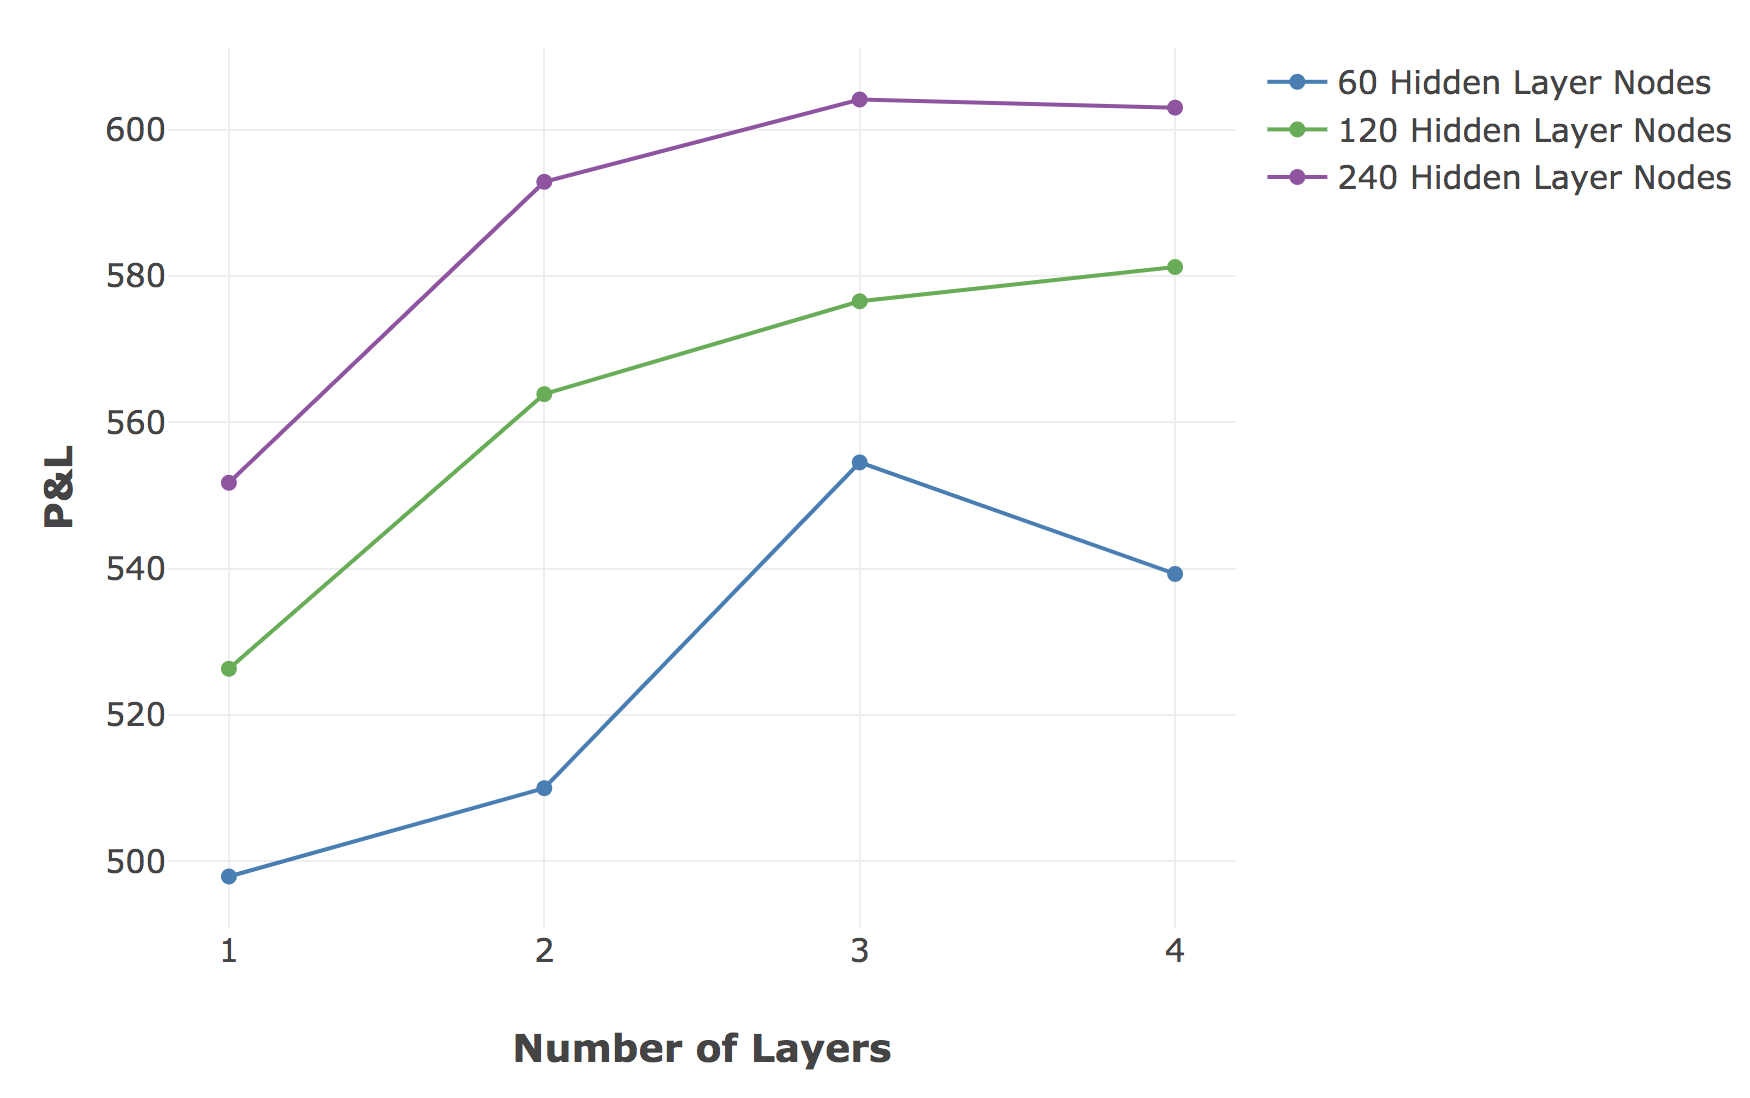 60 Hidden Layer Nodes
120 Hidden Layer Nodes
240 Hidden Layer Nodes
600
580
560
540
520
500
P&L
1 2 3 4
Number of Layers